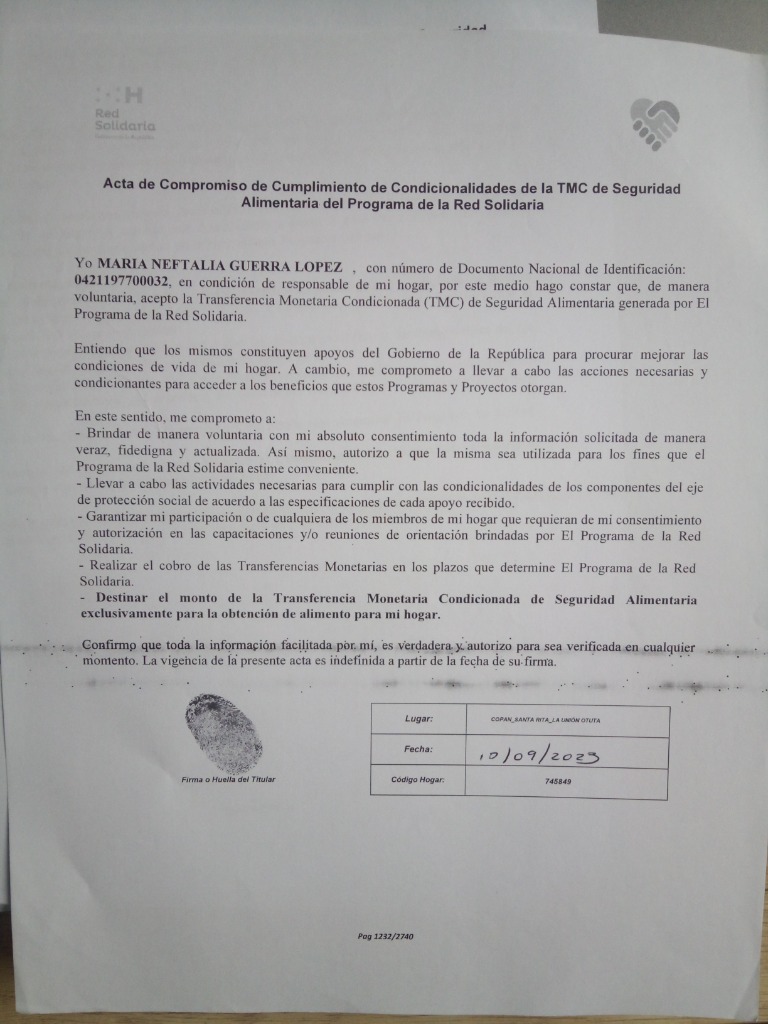 H
Red
Solidaria
Acta de Compromiso de Cumplimiento de Condicionalidades de la TMC de Seguridad
Alimentaria del Programa de la Red Solidaria
Yo MARIA NEFTALIA GUERRA LOPEZ , con número de Documento Nacional de Identificación:
0421197700032, en condición de responsable de mi hogar, por este medio hago constar que, de manera
voluntaria, acepto la Transferencia Monetaria Condicionada (TMC) de Seguridad Alimentaria generada por El
Programa de la Red Solidaria.
Entiendo que los mismos constituyen apoyos del Gobierno de la República para procurar mejorar las
condiciones de vida de mi hogar. A cambio, me comprometo a llevar a cabo las acciones necesarias y
condicionantes para acceder a los beneficios que estos Programas y Proyectos otorgan.
En este sentido, me comprometo a:
- Brindar de manera voluntaria con mi absoluto consentimiento toda la información solicitada de manera
veraz, fidedigna y actualizada. Así mismo, autorizo a que la misma sea utilizada para los fines que el
Programa de la Red Solidaria estime conveniente.
- Llevar a cabo las actividades necesarias para cumplir con las condicionalidades de los componentes del eje
de protección social de acuerdo a las especificaciones de cada apoyo recibido.
- Garantizar mi participación o de cualquiera de los miembros de mi hogar que requieran de mi consentimiento
y autorización en las capacitaciones y/o reuniones de orientación brindadas por El Programa de la Red
Solidaria.
- Realizar el cobro de las Transferencias Monetarias en los plazos que determine El Programa de la Red
Solidaria.
- Destinar el monto de la Transferencia Monetaria Condicionada de Seguridad Alimentaria
exclusivamente para la obtención de alimento para mi hogar.
Confirmo que toda la información facilitada por mí, es verdadera y autorizo para sea verificada en cualquier
momento. La vigencia de la presente acta es indefinida a partir de la fecha de su firma.
Firma o Huella del Titular
Lugar: COPAN_SANTA RITA_LA UNIÓN OTUTA
Fecha: 10/09/2023
Código Hogar: 745849
Pag 1232/2740